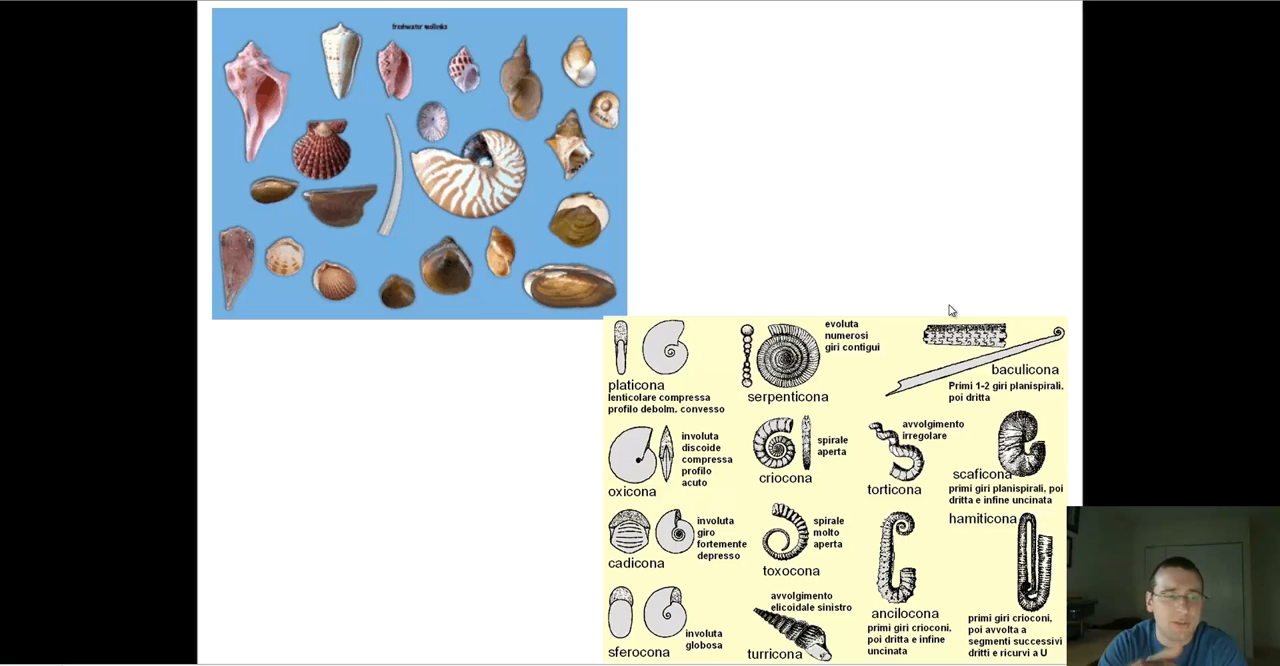 freshwater mollusks
platicona
lenticolare compressa
profilo debolm. convesso
evoluta
numerosi
giri contigui
serpenticona
baculicona
Primi 1-2 giri planispirali.
poi dritta
involuta
discoide
compressa
profilo
acuto
oxicona
spirale
aperta
criocona
avvolgimento
irregolare
torticona
scaficona
primi giri planispirali, poi
dritta e infine uncinata
involuta
giro
fortemente
depresso
cadicona
spirale
molto
aperta
toxocona
ancilocona
primi giri crioconi,
poi dritta e infine
uncinata
hamiticona
primi giri crioconi,
poi avvolta a
segmenti successivi
dritti e ricurvi a U
involuta
globosa
sferocona
avvolgimento
elicoidale sinistro
turricona